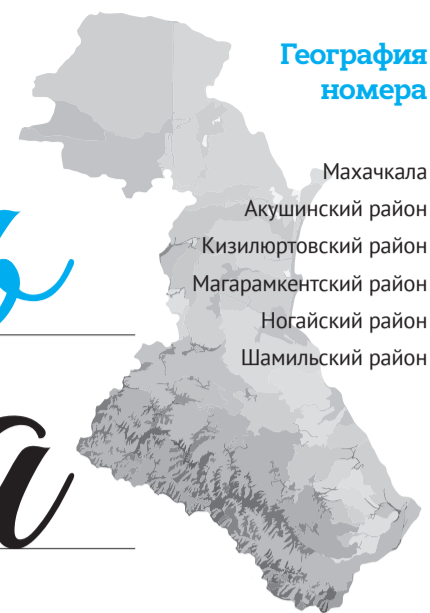 География
номера
Махачкала
Акушинский район
Кизилюртовский район
Магарамкентский район
Ногайский район
Шамильский район
ь
а